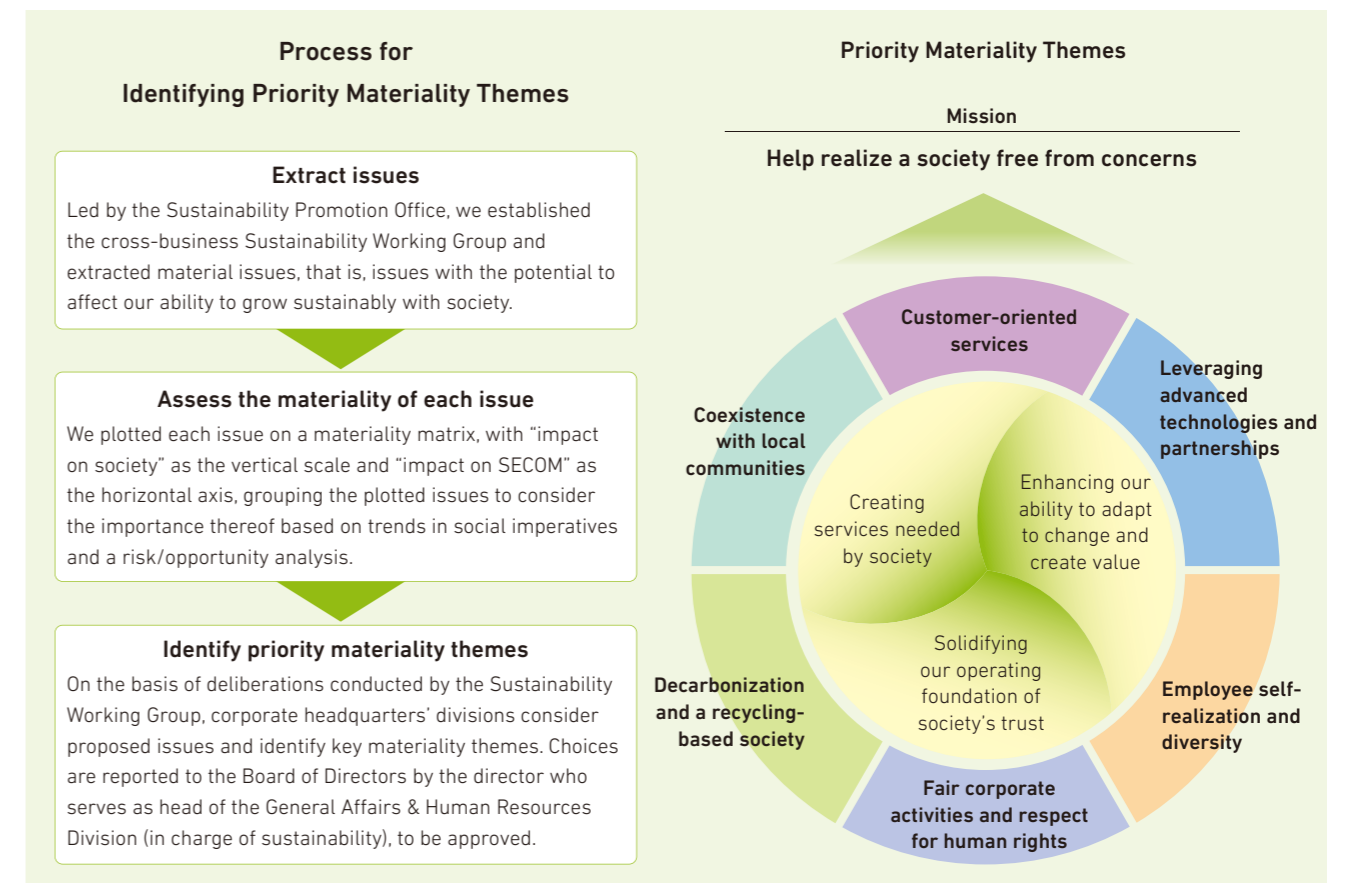 Process for
Identifying Priority Materiality Themes
Extract issues
Led by the Sustainability Promotion Office, we established
the cross-business Sustainability Working Group and
extracted material issues, that is, issues with the potential to
affect our ability to grow sustainably with society.
Assess the materiality of each issue
We plotted each issue on a materiality matrix, with “impact
on society” as the vertical scale and “impact on SECOM” as
the horizontal axis, grouping the plotted issues to consider
the importance thereof based on trends in social imperatives
and a risk/opportunity analysis.
Identify priority materiality themes
On the basis of deliberations conducted by the Sustainability
Working Group, corporate headquarters’ divisions consider
proposed issues and identify key materiality themes. Choices
are reported to the Board of Directors by the director who
serves as head of the General Affairs & Human Resources
Division (in charge of sustainability), to be approved.
Priority Materiality Themes
Mission
Help realize a society free from concerns
Customer-oriented
services
Leveraging
advanced
technologies and
partnerships
Coexistence
with local
communities
Creating
services needed
by society
Enhancing our
ability to adapt
to change and
create value
Solidifying
our operating
foundation of
society’s trust
Decarbonization
and a recycling-
based society
Employee self-
realization and
diversity
Fair corporate
activities and respect
for human rights